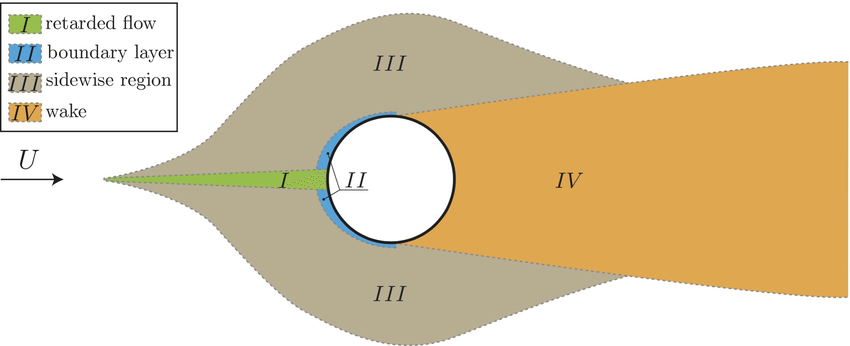 I retarded flow
II boundary layer
III sidewise region
IV wake
III
U
I II
IV
III